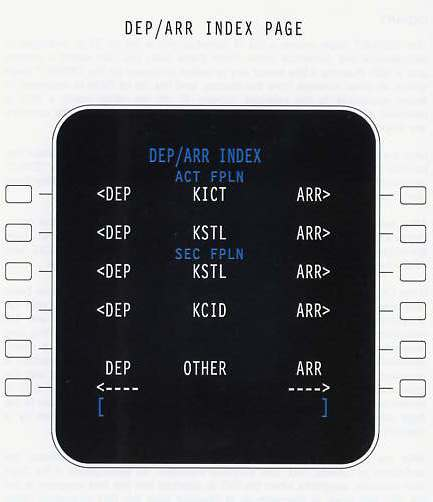 DEP/ARR INDEX PAGE
DEP/ARR INDEX
ACT FPLN
<DEP KICT ARR>
<DEP KSTL ARR>
SEC FPLN
<DEP KSTL ARR>
<DEP KCID ARR>
DEP OTHER ARR
<---- ---->
[ ]